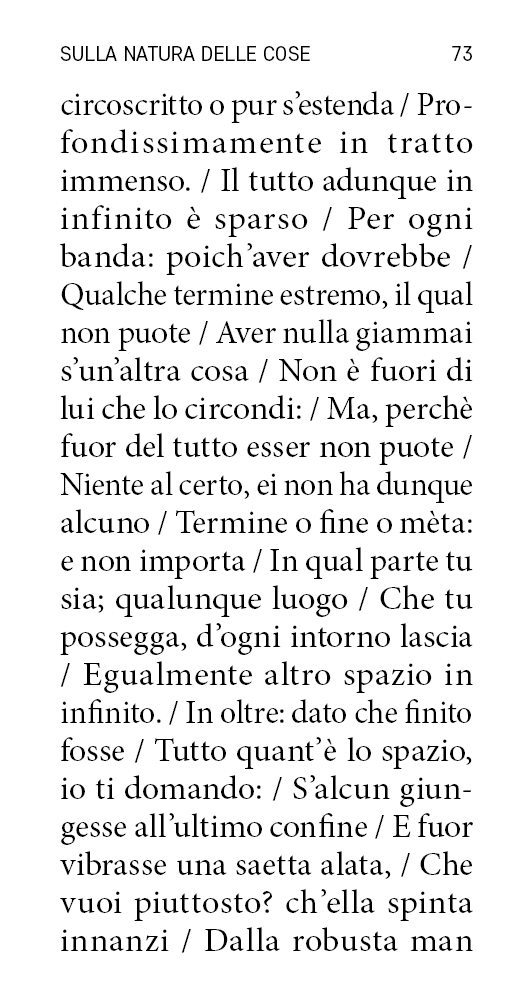 SULLA NATURA DELLE COSE 73
circoscritto o pur s’estenda / Pro-
fondissimamente in tratto
immenso. / Il tutto adunque in
infinito è sparso / Per ogni
banda: poich’aver dovrebbe /
Qualche termine estremo, il qual
non puote / Aver nulla giammai
s’un’altra cosa / Non è fuori di
lui che lo circondi: / Ma, perchè
fuor del tutto esser non puote /
Niente al certo, ei non ha dunque
alcuno / Termine o fine o mèta:
e non importa / In qual parte tu
sia; qualunque luogo / Che tu
possegga, d’ogni intorno lascia
/ Egualmente altro spazio in
infinito. / In oltre: dato che finito
fosse / Tutto quant’è lo spazio,
io ti domando: / S’alcun giun-
gesse all’ultimo confine / E fuor
vibrasse una saetta alata, / Che
vuoi piuttosto? ch’ella spinta
innanzi / Dalla robusta man